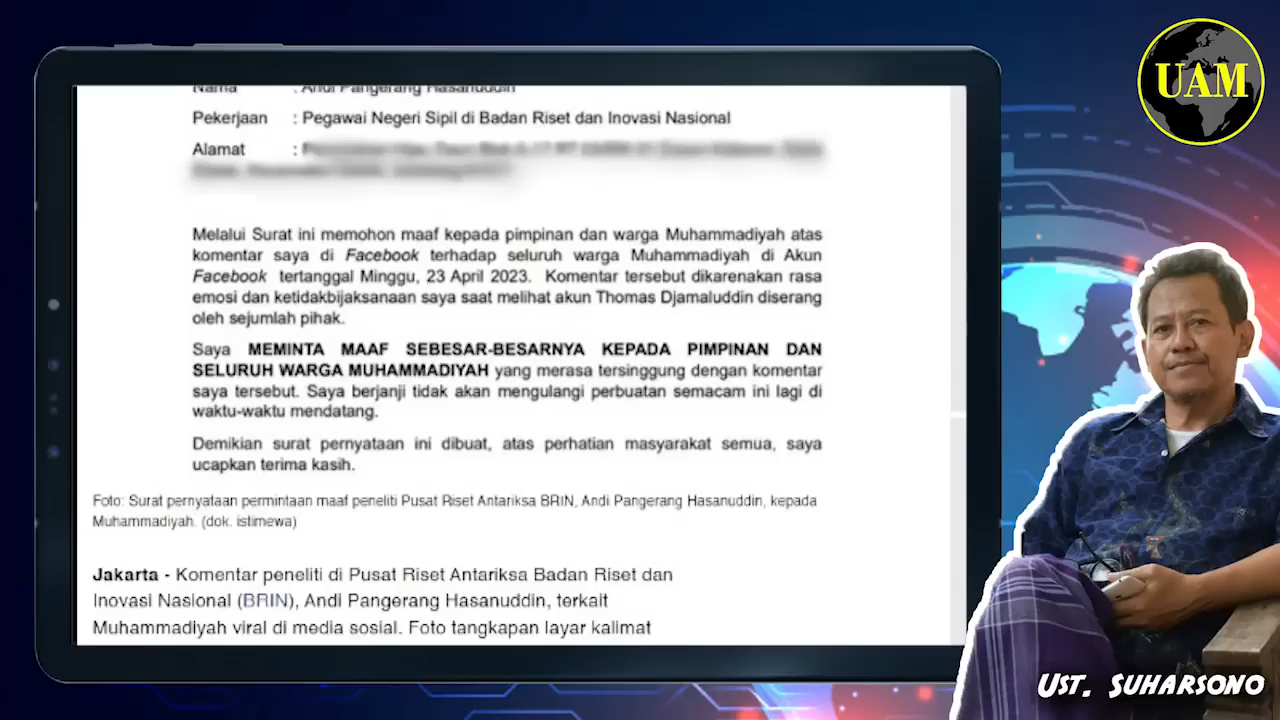 Nama : Andi Pangerang Hasanuddin
Pekerjaan : Pegawai Negeri Sipil di Badan Riset dan Inovasi Nasional
Alamat :
Melalui Surat ini memohon maaf kepada pimpinan dan warga Muhammadiyah atas
komentar saya di Facebook terhadap seluruh warga Muhammadiyah di Akun
Facebook tertanggal Minggu, 23 April 2023. Komentar tersebut dikarenakan rasa
emosi dan ketidakbijaksanaan saya saat melihat akun Thomas Djamaluddin diserang
oleh sejumlah pihak.
Saya MEMINTA MAAF SEBESAR-BESARNYA KEPADA PIMPINAN DAN
SELURUH WARGA MUHAMMADIYAH yang merasa tersinggung dengan komentar
saya tersebut. Saya berjanji tidak akan mengulangi perbuatan semacam ini lagi di
waktu-waktu mendatang.
Demikian surat pernyataan ini dibuat, atas perhatian masyarakat semua, saya
ucapkan terima kasih.
Foto: Surat pernyataan permintaan maaf peneliti Pusat Riset Antariksa BRIN, Andi Pangerang Hasanuddin, kepada
Muhammadiyah. (dok. istimewa)
Jakarta - Komentar peneliti di Pusat Riset Antariksa Badan Riset dan
Inovasi Nasional (BRIN), Andi Pangerang Hasanuddin, terkait
Muhammadiyah viral di media sosial. Foto tangkapan layar kalimat
UAM
UST. SUHARSONO